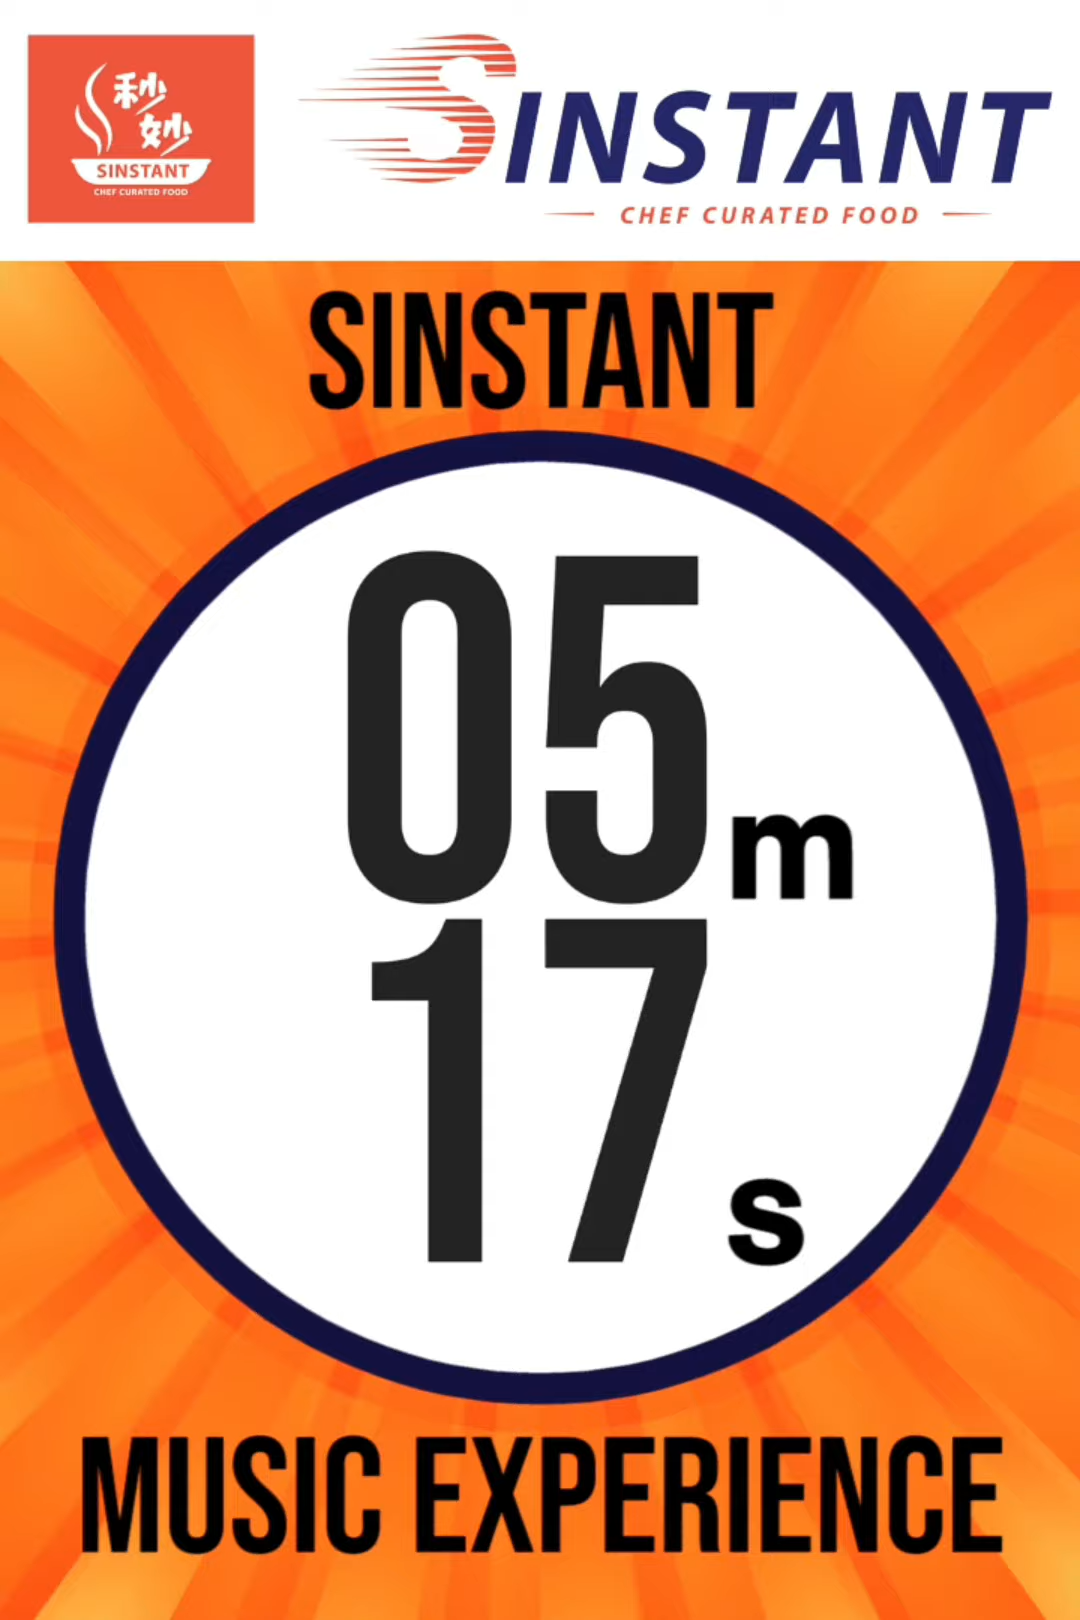 秒
妙
SINSTANT
CHEF CURATED FOOD
SINSTANT
CHEF CURATED FOOD
SINSTANT
05m
17s
MUSIC EXPERIENCE